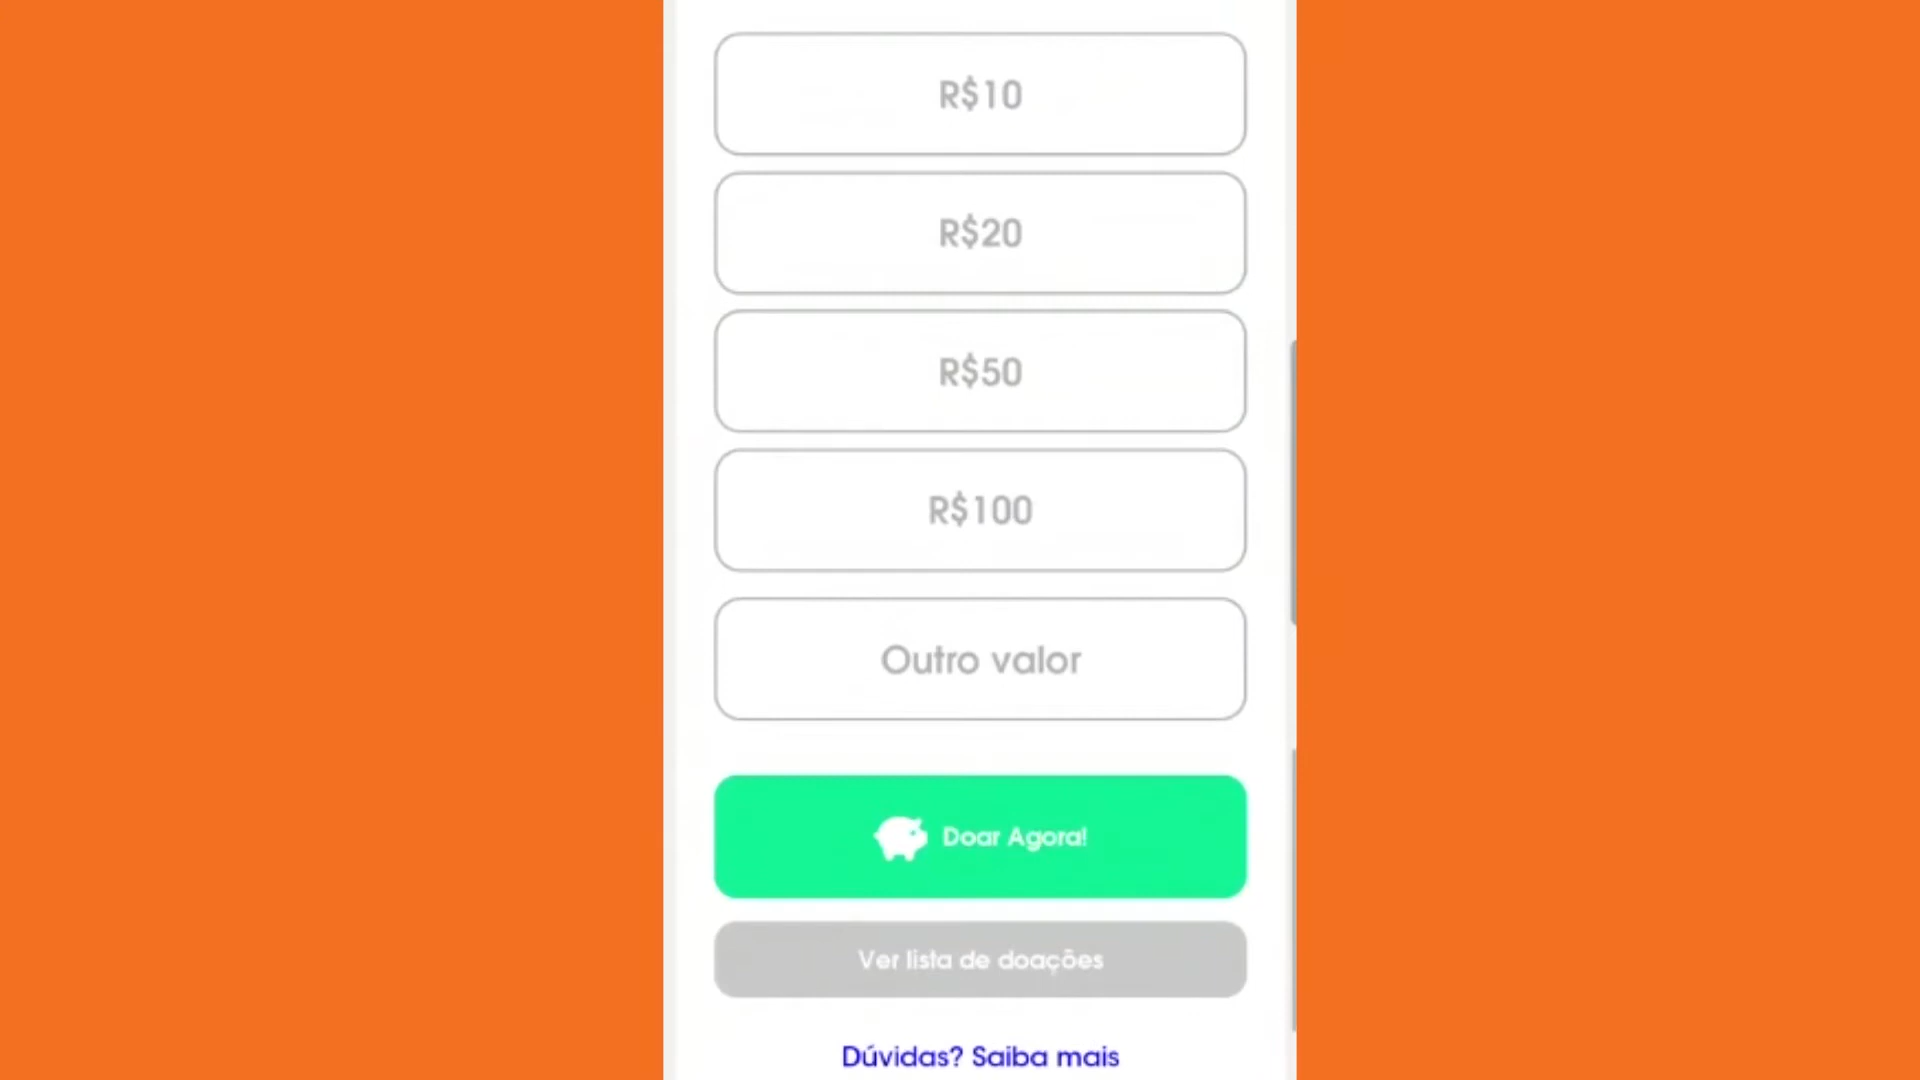 R$10
R$20
R$50
R$100
Outro valor
Doar Agora!
Ver lista de doações
Dúvidas? Saiba mais